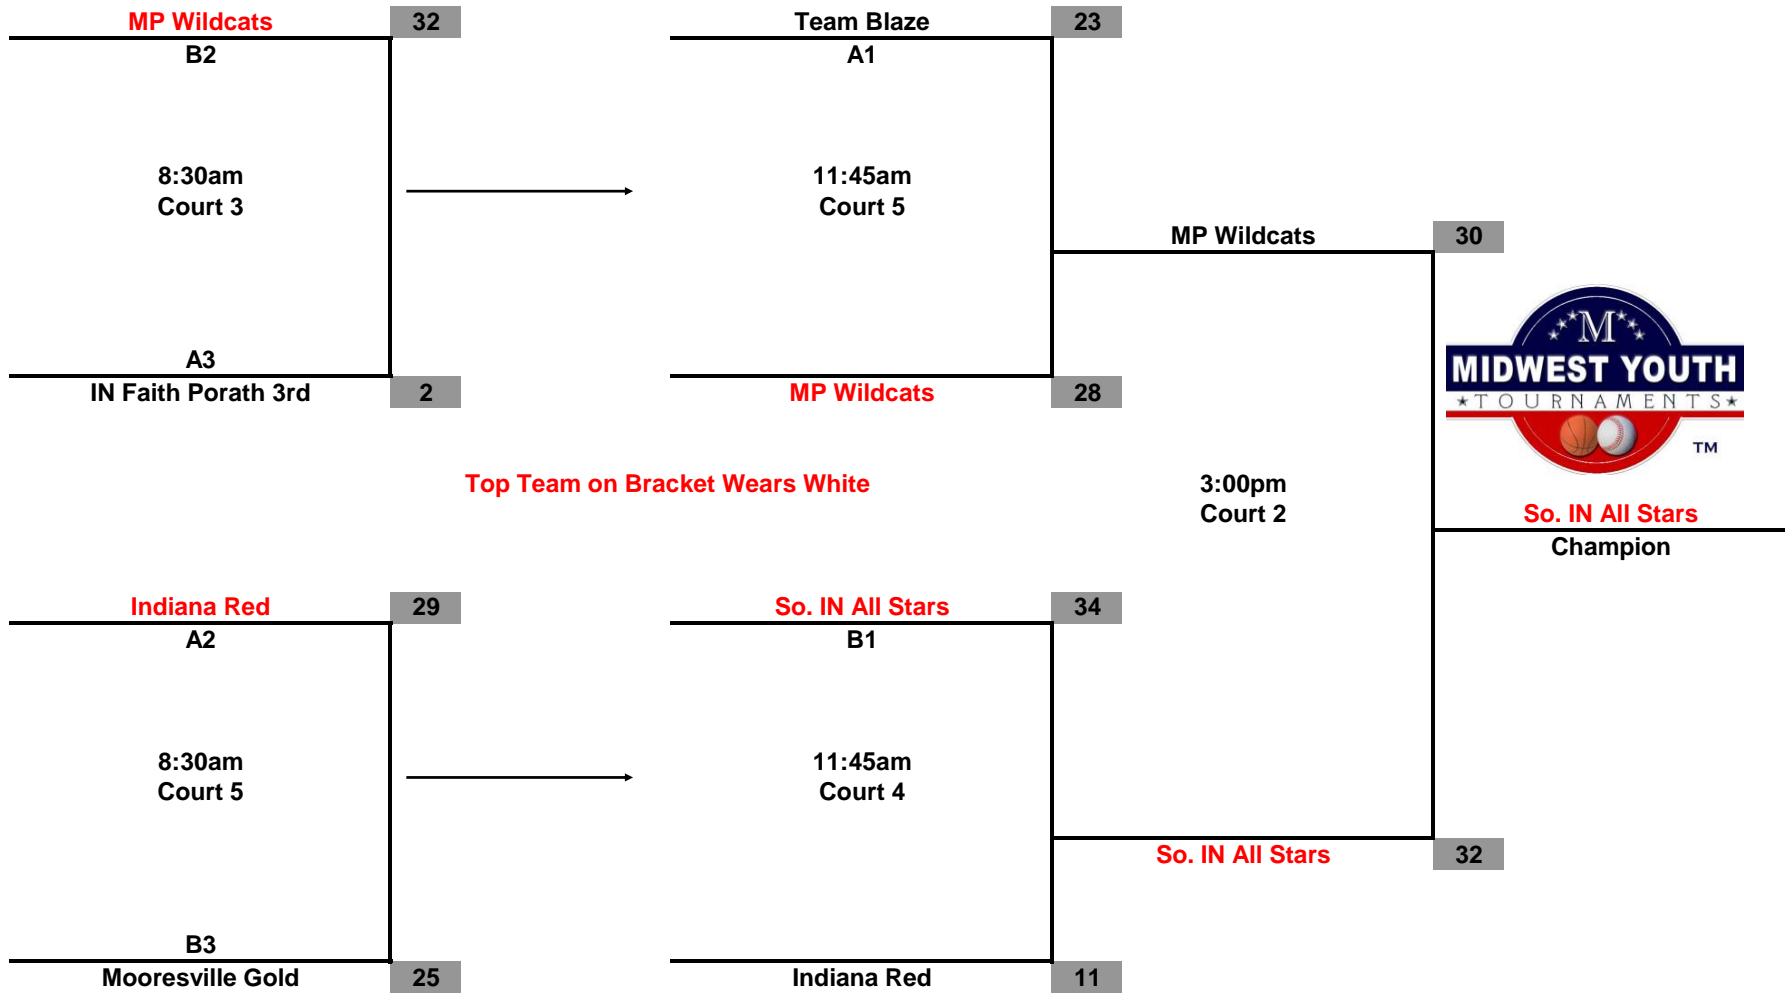 MP Wildcats 32
B2
8:30am
Court 3
A3
IN Faith Porath 3rd 2
Team Blaze 23
A1
11:45am
Court 5
MP Wildcats 28
MP Wildcats 30
M
MIDWEST YOUTH
TOURNAMENTS
TM
Top Team on Bracket Wears White
3:00pm
Court 2
So. IN All Stars
Champion
Indiana Red 29
A2
8:30am
Court 5
B3
Mooresville Gold 25
So. IN All Stars 34
B1
11:45am
Court 4
Indiana Red 11
So. IN All Stars 32